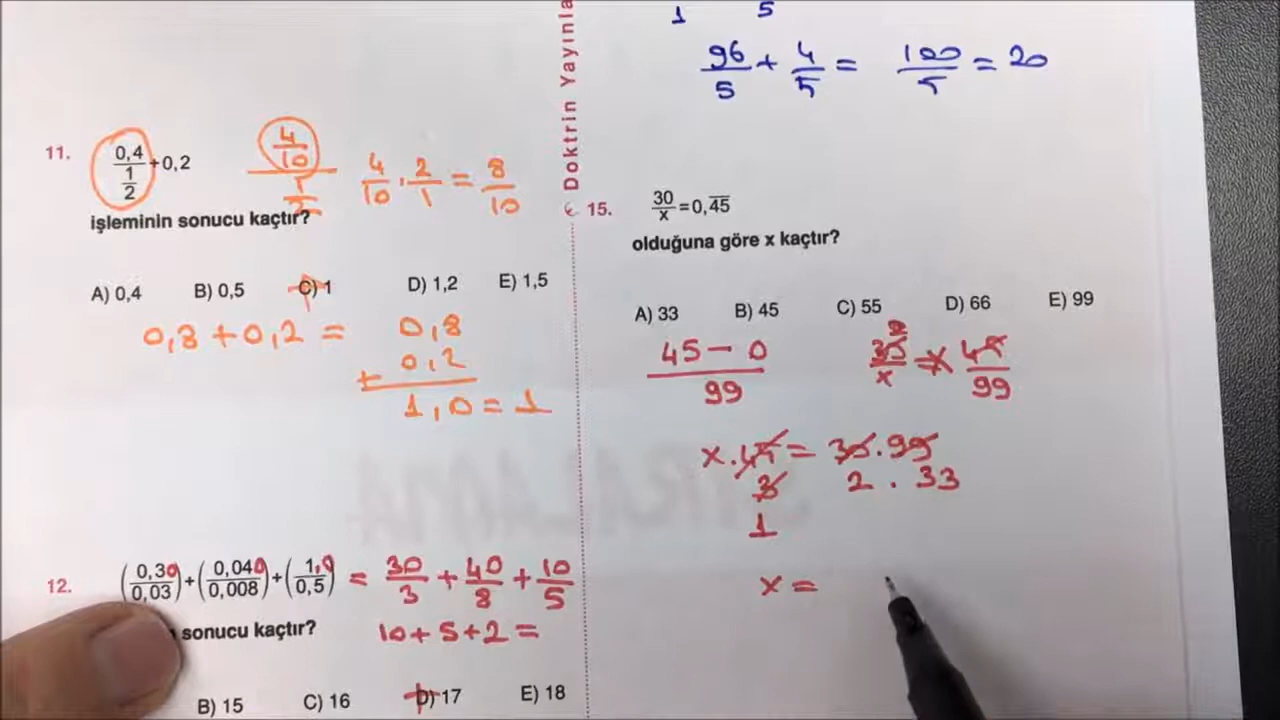 11.
0,4 / 1/2 + 0,2
4/10 / 1/2
4/10 . 2/1 = 8/10
işleminin sonucu kaçtır?
A) 0,4 B) 0,5 C) 1 D) 1,2 E) 1,5
0,8 + 0,2 =
0,8
+ 0,2
1,0 = 1
12.
(0,30/0,03) + (0,040/0,008) + (1,0/0,5) = 30/3 + 40/8 + 10/5
sonucu kaçtır?
10 + 5 + 2 =
B) 15 C) 16 D) 17 E) 18
Doktrin Yayınla
1 5
96/5 + 4/5 = 100/5 = 20
15.
30/x = 0,4̅5̅
olduğuna göre x kaçtır?
A) 33 B) 45 C) 55 D) 66 E) 99
45 - 0 / 99
30/x = 45/99
x . 45 = 30 . 99
3 2 . 33
1
x =